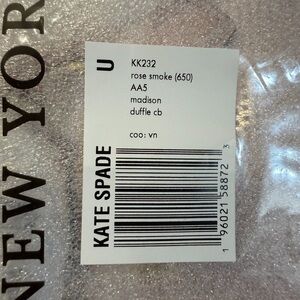 NEW YOR
U
KK232
rose smoke (650)
AA5
madison
duffle cb
coo: vn
KATE SPADE
1 96021 58872 3